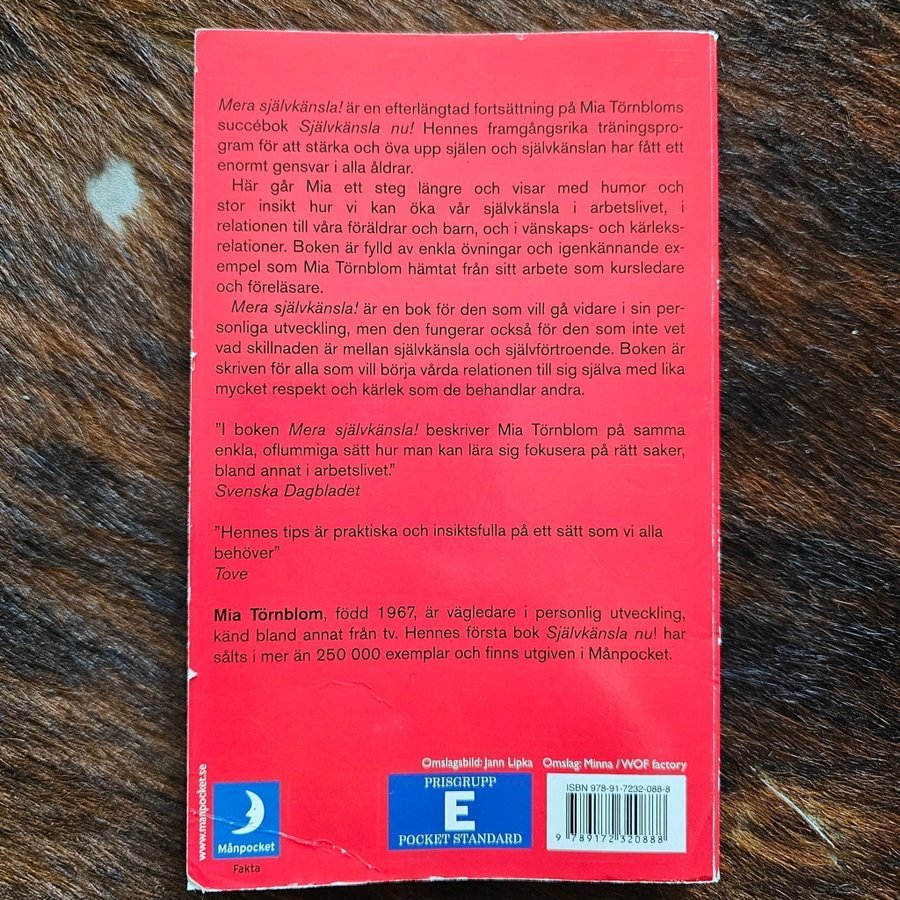 Mera självkänsla! är en efterlängtad fortsättning på Mia Törnbloms
succébok Självkänsla nu! Hennes framgångsrika träningspro-
gram för att stärka och öva upp själen och självkänslan har fått ett
enormt gensvar i alla åldrar.
Här går Mia ett steg längre och visar med humor och
stor insikt hur vi kan öka vår självkänsla i arbetslivet, i
relationen till våra föräldrar och barn, och i vänskaps- och kärleks-
relationer. Boken är fylld av enkla övningar och igenkännande ex-
empel som Mia Törnblom hämtat från sitt arbete som kursledare
och föreläsare.
Mera självkänsla! är en bok för den som vill gå vidare i sin per-
sonliga utveckling, men den fungerar också för den som inte vet
vad skillnaden är mellan självkänsla och självförtroende. Boken är
skriven för alla som vill börja vårda relationen till sig själva med lika
mycket respekt och kärlek som de behandlar andra.
”I boken Mera självkänsla! beskriver Mia Törnblom på samma
enkla, oflummiga sätt hur man kan lära sig fokusera på rätt saker,
bland annat i arbetslivet.”
Svenska Dagbladet
”Hennes tips är praktiska och insiktsfulla på ett sätt som vi alla
behöver”
Tove
Mia Törnblom, född 1967, är vägledare i personlig utveckling,
känd bland annat från tv. Hennes första bok Självkänsla nu! har
sålts i mer än 250 000 exemplar och finns utgiven i Månpocket.
www.manpocket.se
Månpocket
Fakta
Omslagsbild: Jann Lipka Omslag: Minna / WOF factory
PRISGRUPP
E
POCKET STANDARD
ISBN 978-91-7232-088-8
9 789172 320888